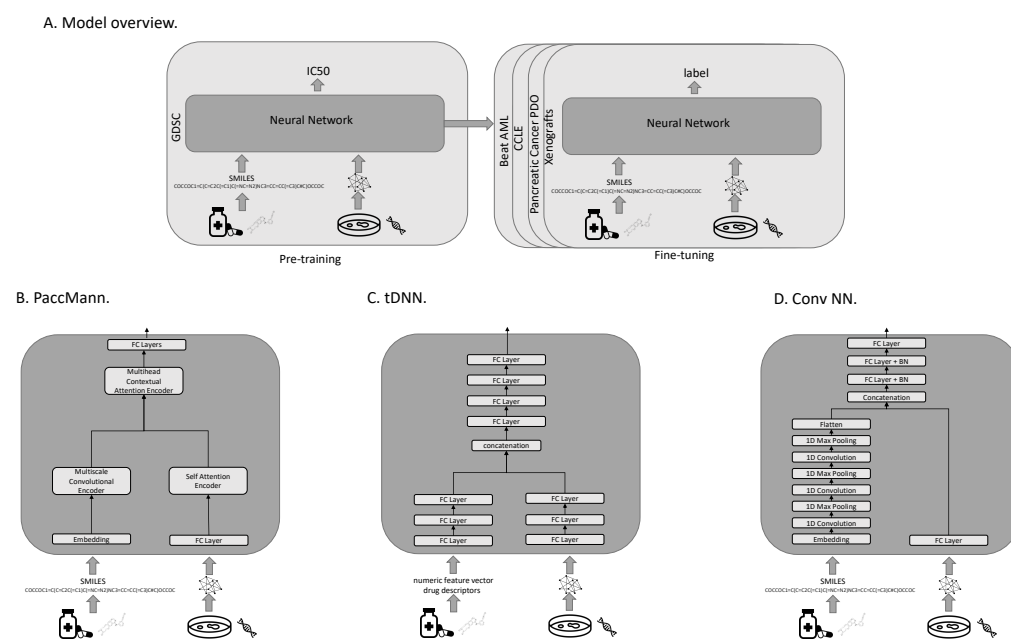 A. Model overview.
IC50
Neural Network
GDSC
SMILES
COCCOC1=C(C=C2C(=C1)C(=NC=N2)NC3=CC=CC(=C3)C#C)OCCOC
Pre-training
Beat AML
CCLE
Pancreatic Cancer PDO
Xenografts
label
Neural Network
SMILES
COCCOC1=C(C=C2C(=C1)C(=NC=N2)NC3=CC=CC(=C3)C#C)OCCOC
Fine-tuning
B. PaccMann.
FC Layers
Multihead
Contextual
Attention Encoder
Multiscale
Convolutional
Encoder
Self Attention
Encoder
Embedding
FC Layer
SMILES
COCCOC1=C(C=C2C(=C1)C(=NC=N2)NC3=CC=CC(=C3)C#C)OCCOC
C. tDNN.
FC Layer
FC Layer
FC Layer
FC Layer
concatenation
FC Layer
FC Layer
FC Layer
FC Layer
FC Layer
FC Layer
numeric feature vector
drug descriptors
D. Conv NN.
FC Layer
FC Layer + BN
FC Layer + BN
Concatenation
Flatten
1D Max Pooling
1D Convolution
1D Max Pooling
1D Convolution
1D Max Pooling
1D Convolution
Embedding
FC Layer
SMILES
COCCOC1=C(C=C2C(=C1)C(=NC=N2)NC3=CC=CC(=C3)C#C)OCCOC